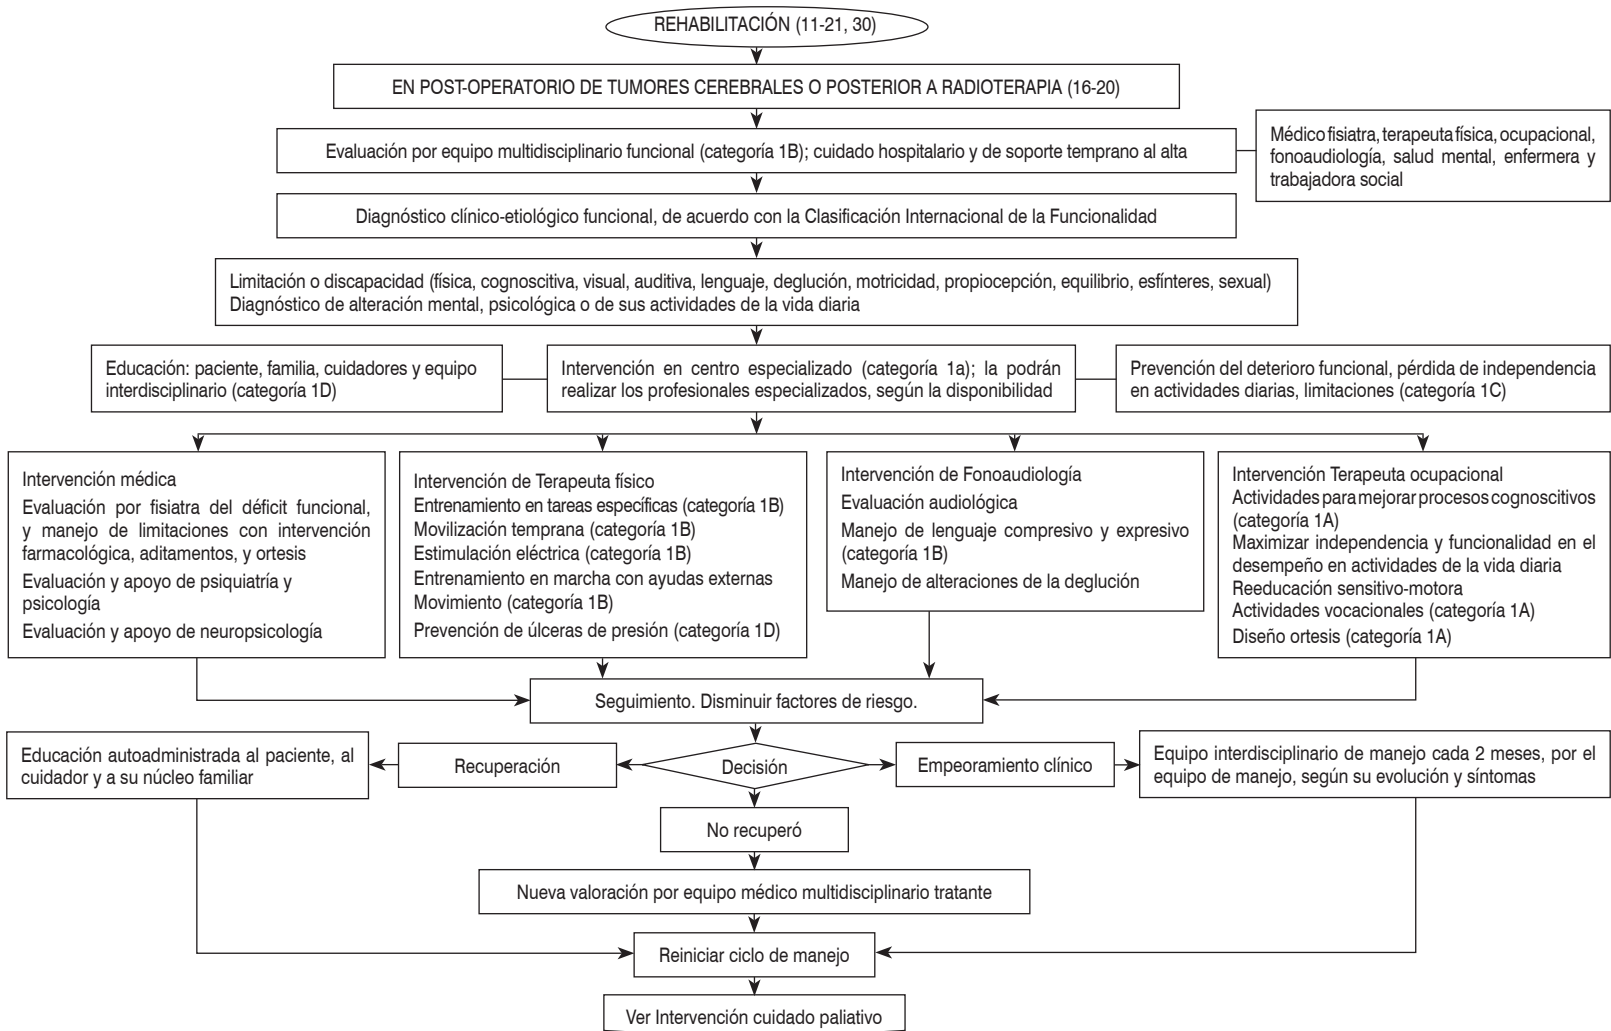 REHABILITACIÓN (11-21, 30)
EN POST-OPERATORIO DE TUMORES CEREBRALES O POSTERIOR A RADIOTERAPIA (16-20)
Evaluación por equipo multidisciplinario funcional (categoría 1B); cuidado hospitalario y de soporte temprano al alta
Médico fisiatra, terapeuta física, ocupacional,
fonoaudiología, salud mental, enfermera y
trabajadora social
Diagnóstico clínico-etiológico funcional, de acuerdo con la Clasificación Internacional de la Funcionalidad
Limitación o discapacidad (física, cognoscitiva, visual, auditiva, lenguaje, deglución, motricidad, propiocepción, equilibrio, esfínteres, sexual)
Diagnóstico de alteración mental, psicológica o de sus actividades de la vida diaria
Educación: paciente, familia, cuidadores y equipo
interdisciplinario (categoría 1D)
Intervención en centro especializado (categoría 1a); la podrán
realizar los profesionales especializados, según la disponibilidad
Prevención del deterioro funcional, pérdida de independencia
en actividades diarias, limitaciones (categoría 1C)
Intervención médica
Evaluación por fisiatra del déficit funcional,
y manejo de limitaciones con intervención
farmacológica, aditamentos, y ortesis
Evaluación y apoyo de psiquiatría y
psicología
Evaluación y apoyo de neuropsicología
Intervención de Terapeuta físico
Entrenamiento en tareas específicas (categoría 1B)
Movilización temprana (categoría 1B)
Estimulación eléctrica (categoría 1B)
Entrenamiento en marcha con ayudas externas
Movimiento (categoría 1B)
Prevención de úlceras de presión (categoría 1D)
Intervención de Fonoaudiología
Evaluación audiológica
Manejo de lenguaje compresivo y expresivo
(categoría 1B)
Manejo de alteraciones de la deglución
Intervención Terapeuta ocupacional
Actividades para mejorar procesos cognoscitivos
(categoría 1A)
Maximizar independencia y funcionalidad en el
desempeño en actividades de la vida diaria
Reeducación sensitivo-motora
Actividades vocacionales (categoría 1A)
Diseño ortesis (categoría 1A)
Seguimiento. Disminuir factores de riesgo.
Educación autoadministrada al paciente, al
cuidador y a su núcleo familiar
Recuperación
Decisión
Empeoramiento clínico
Equipo interdisciplinario de manejo cada 2 meses, por el
equipo de manejo, según su evolución y síntomas
No recuperó
Nueva valoración por equipo médico multidisciplinario tratante
Reiniciar ciclo de manejo
Ver Intervención cuidado paliativo